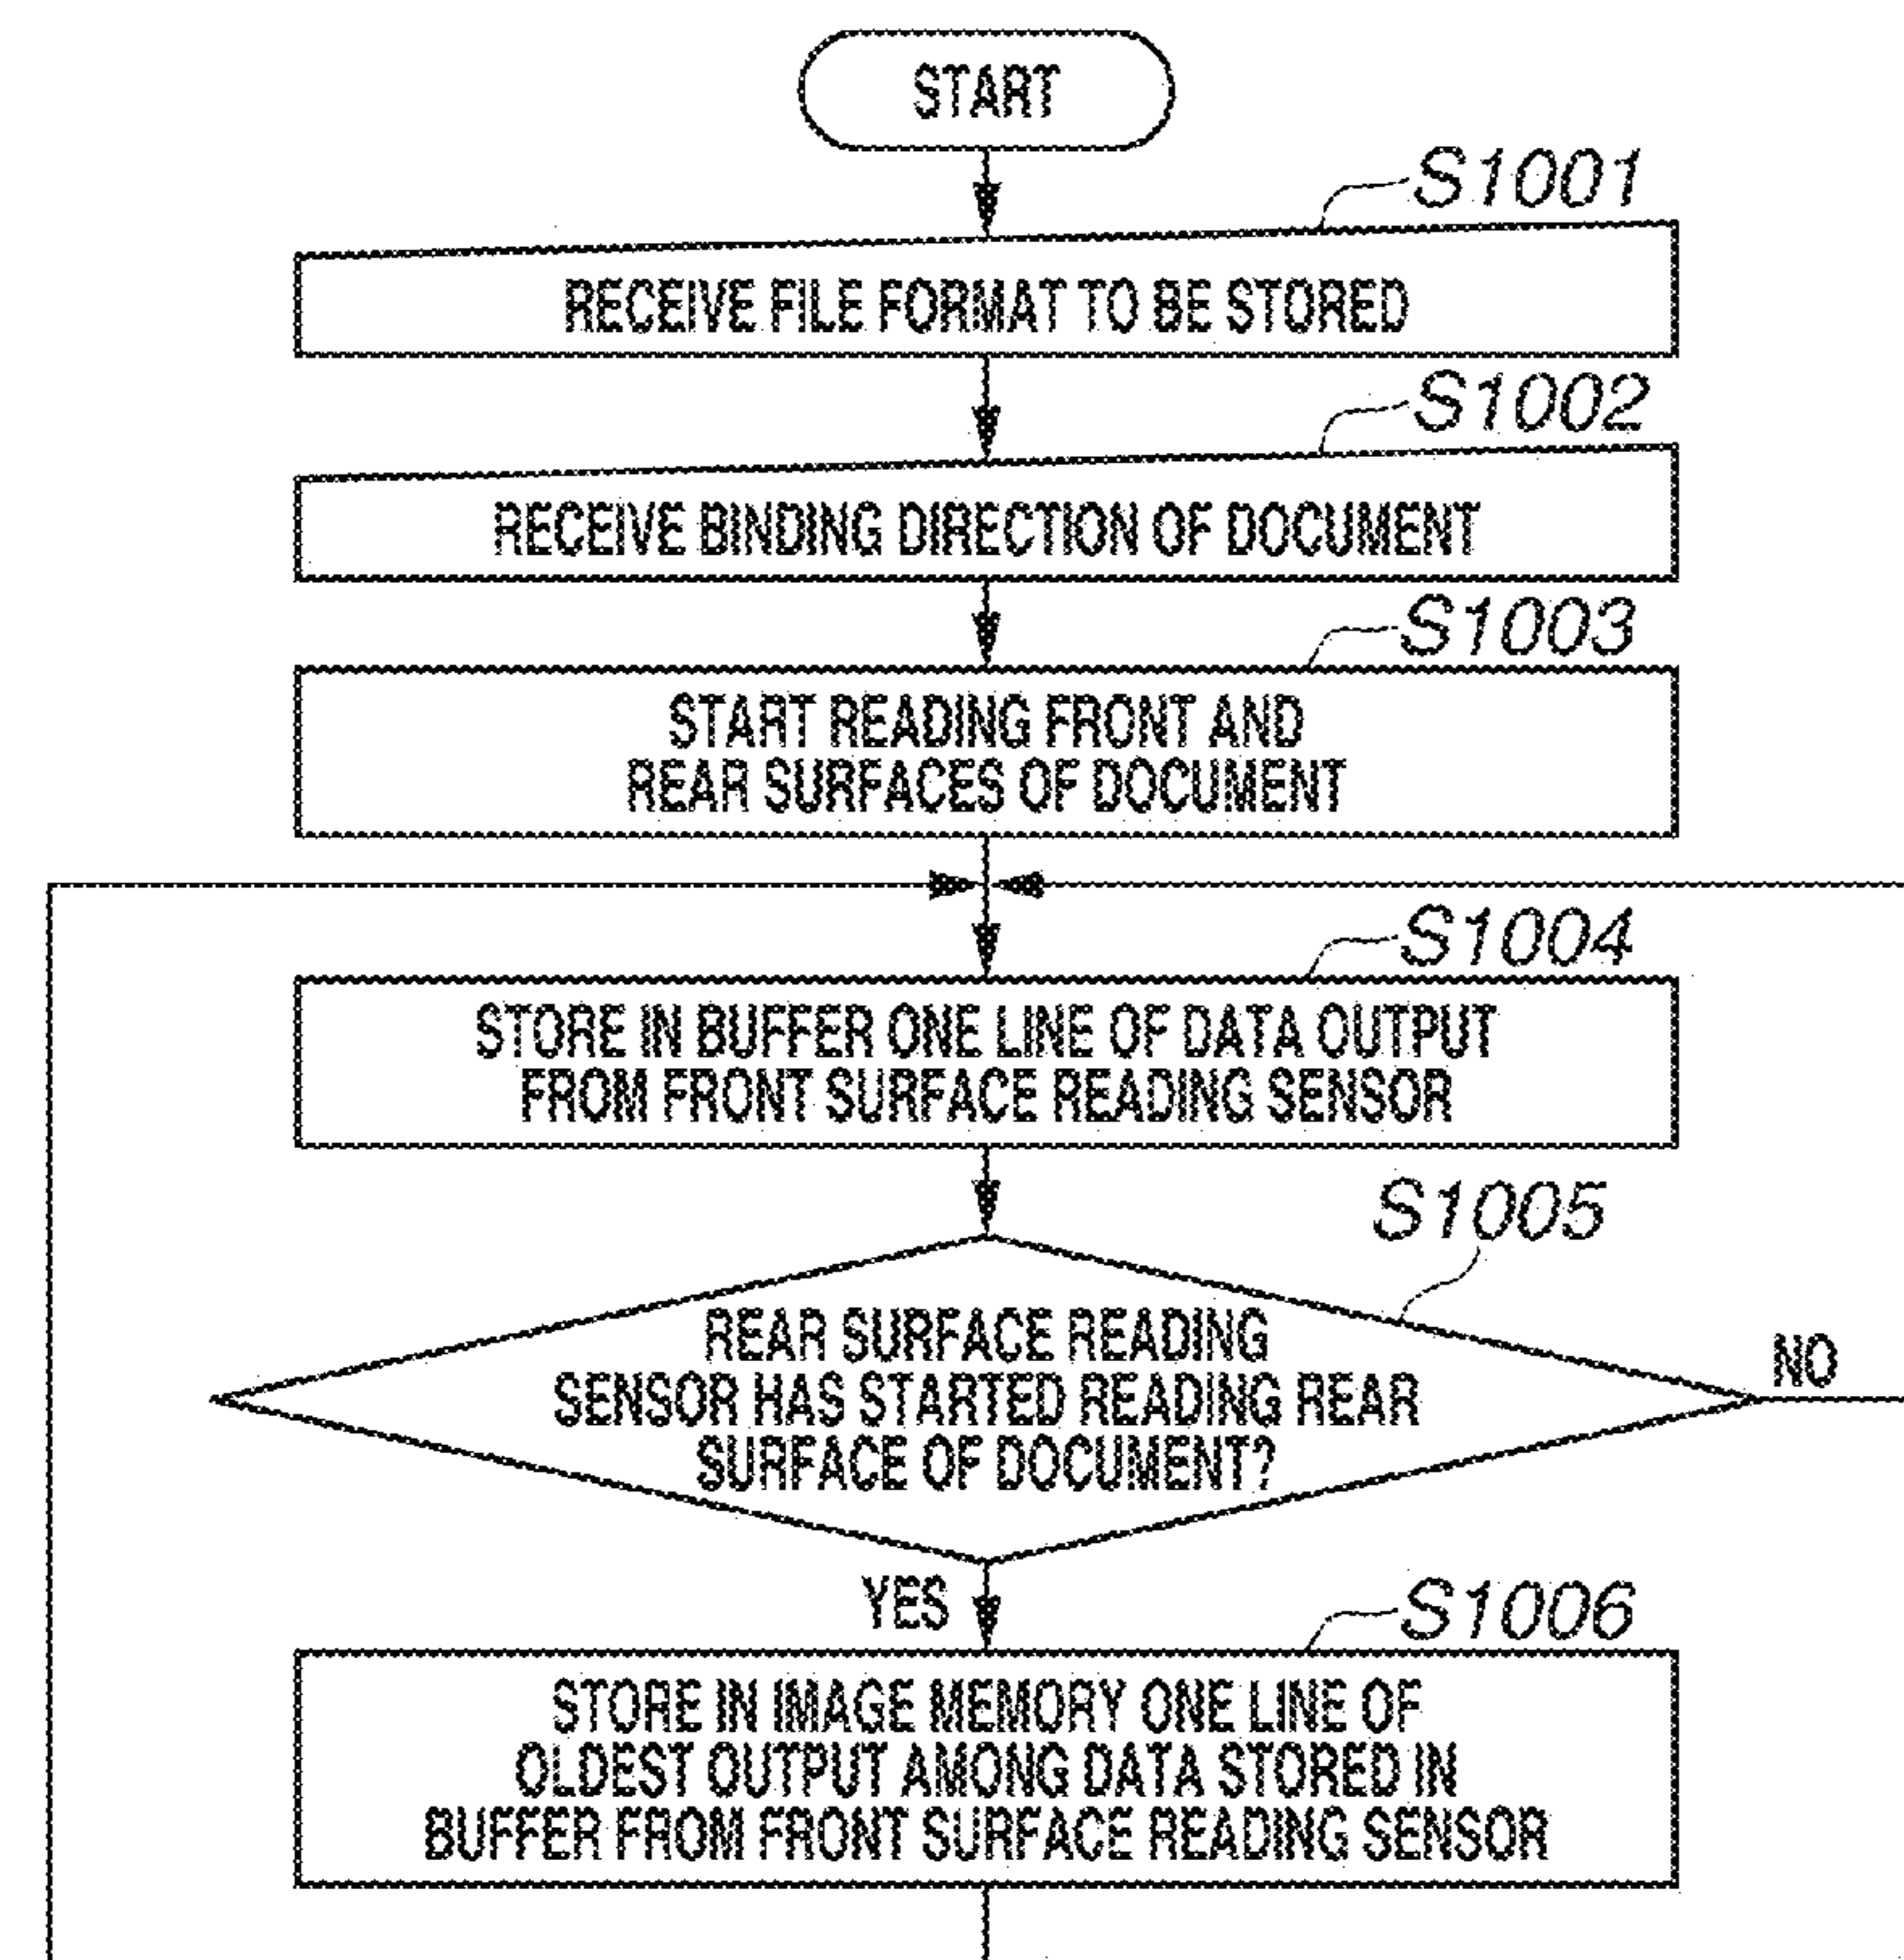 START
S1001
RECEIVE FILE FORMAT TO BE STORED
S1002
RECEIVE BINDING DIRECTION OF DOCUMENT
S1003
START READING FRONT AND
REAR SURFACES OF DOCUMENT
S1004
STORE IN BUFFER ONE LINE OF DATA OUTPUT
FROM FRONT SURFACE READING SENSOR
S1005
REAR SURFACE READING
SENSOR HAS STARTED READING REAR
SURFACE OF DOCUMENT?
NO
YES
S1006
STORE IN IMAGE MEMORY ONE LINE OF
OLDEST OUTPUT AMONG DATA STORED IN
BUFFER FROM FRONT SURFACE READING SENSOR